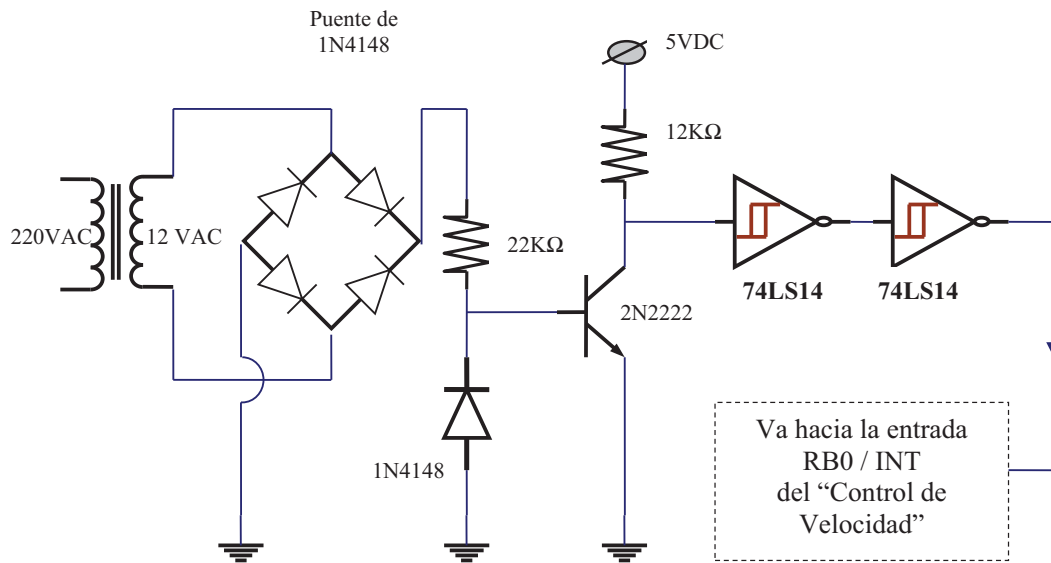 Puente de
1N4148
5VDC
12KΩ
220VAC
12 VAC
22KΩ
74LS14
74LS14
2N2222
1N4148
Va hacia la entrada
RB0 / INT
del “Control de
Velocidad”